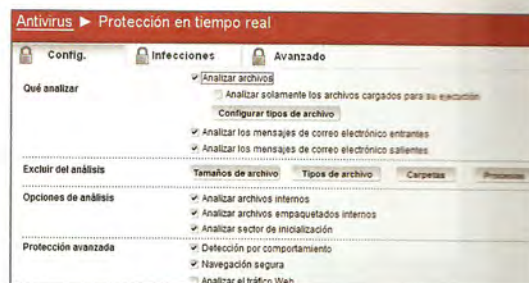 Antivirus ► Protección en tiempo real
Config. Infecciones Avanzado
Qué analizar
Analizar archivos
Analizar solamente los archivos cargados para su ejecución
Configurar tipos de archivo
Analizar los mensajes de correo electrónico entrantes
Analizar los mensajes de correo electrónico salientes
Excluir del análisis Tamaños de archivo Tipos de archivo Carpetas Procesos
Opciones de análisis
Analizar archivos internos
Analizar archivos empaquetados internos
Analizar sector de inicialización
Protección avanzada
Detección por comportamiento
Navegación segura
Analizar el tráfico Web